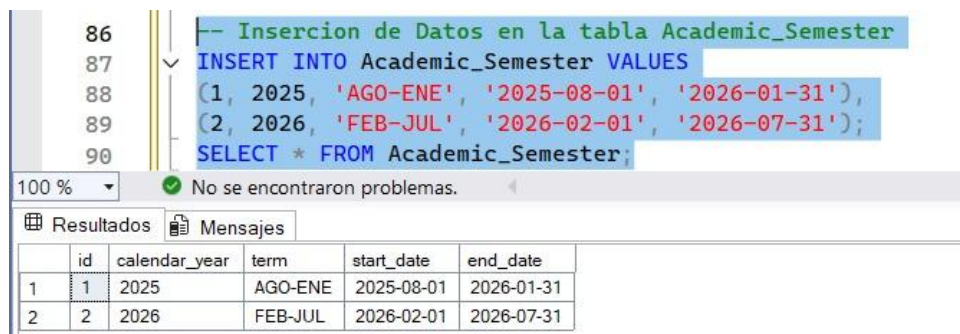 86 -- Insercion de Datos en la tabla Academic_Semester
87 INSERT INTO Academic_Semester VALUES
88 (1, 2025, 'AGO-ENE', '2025-08-01', '2026-01-31'),
89 (2, 2026, 'FEB-JUL', '2026-02-01', '2026-07-31');
90 SELECT * FROM Academic_Semester;
100 % No se encontraron problemas.
Resultados Mensajes
id calendar_year term start_date end_date
1 1 2025 AGO-ENE 2025-08-01 2026-01-31
2 2 2026 FEB-JUL 2026-02-01 2026-07-31